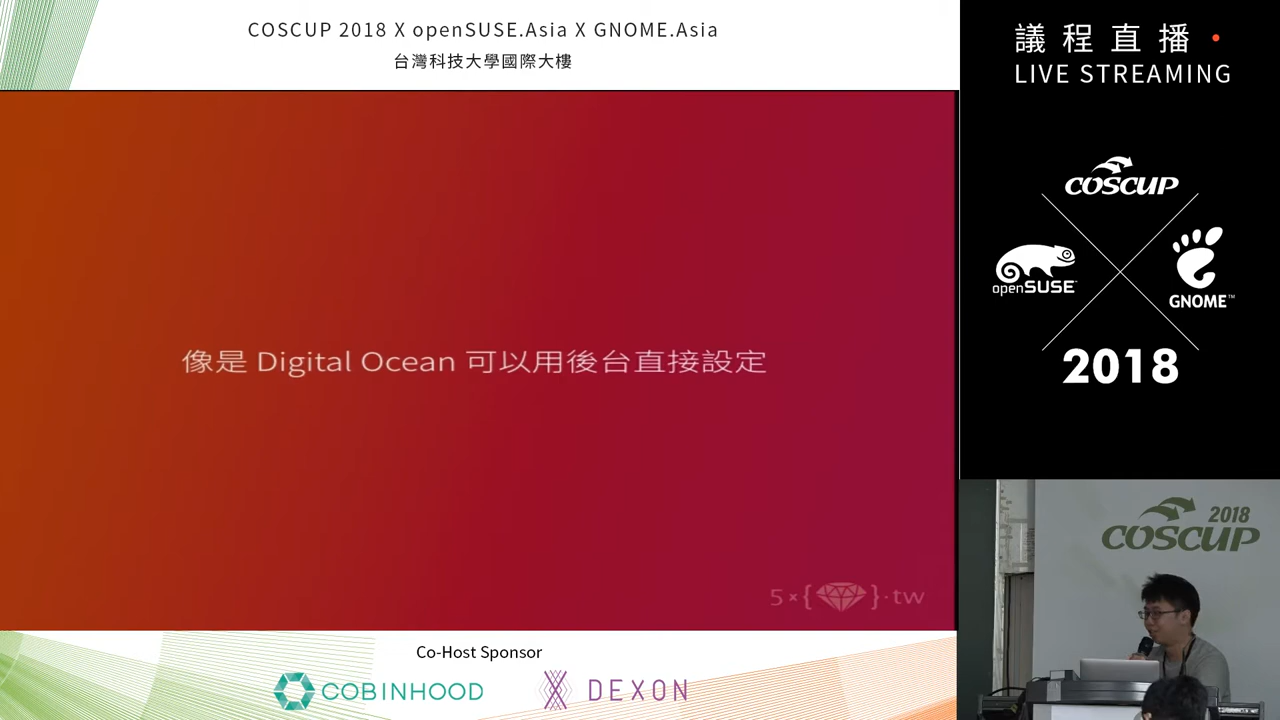 COSCUP 2018 X openSUSE.Asia X GNOME.Asia
台灣科技大學國際大樓
議程直播
LIVE STREAMING
COSCUP
openSUSE
GNOME™
2018
像是 Digital Ocean 可以用後台直接設定
5×{}.tw
2018
COSCUP
Co-Host Sponsor
COBINHOOD
DEXON